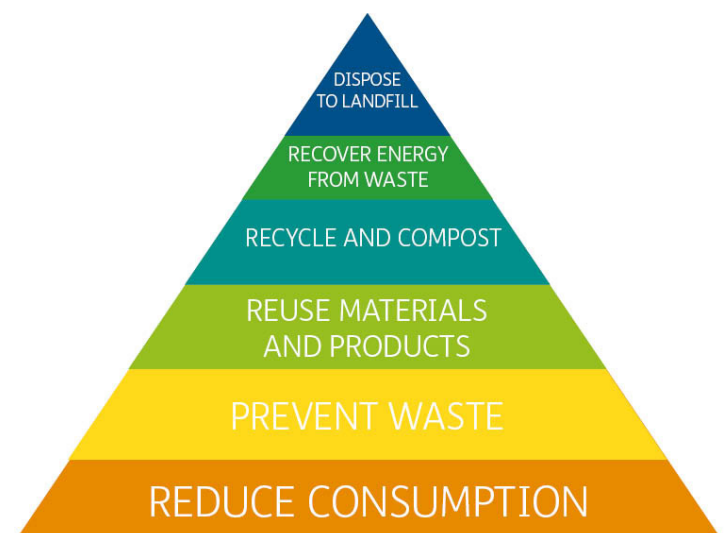 DISPOSE
TO LANDFILL
RECOVER ENERGY
FROM WASTE
RECYCLE AND COMPOST
REUSE MATERIALS
AND PRODUCTS
PREVENT WASTE
REDUCE CONSUMPTION